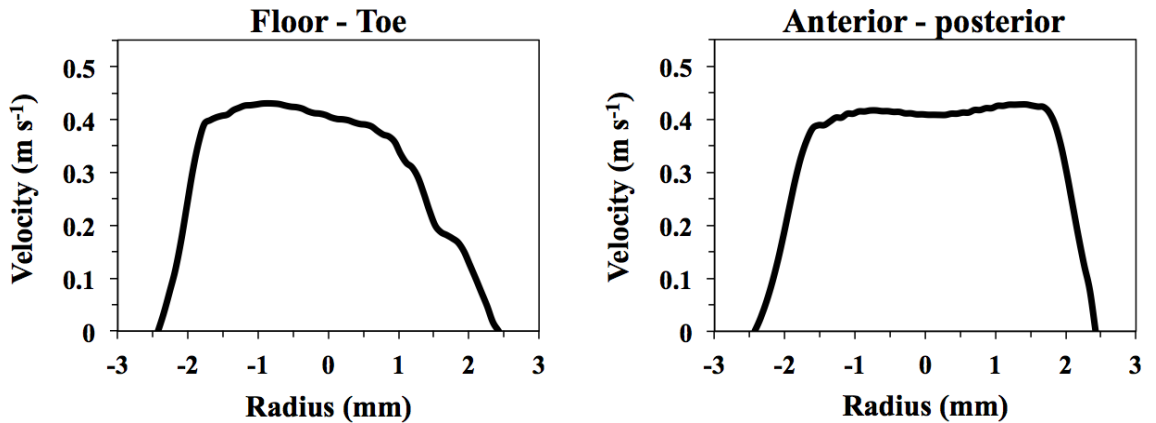 Floor - Toe
Velocity (m s⁻¹)
0.5
0.4
0.3
0.2
0.1
0
-3 -2 -1 0 1 2 3
Radius (mm)
Anterior - posterior
Velocity (m s⁻¹)
0.5
0.4
0.3
0.2
0.1
0
-3 -2 -1 0 1 2 3
Radius (mm)